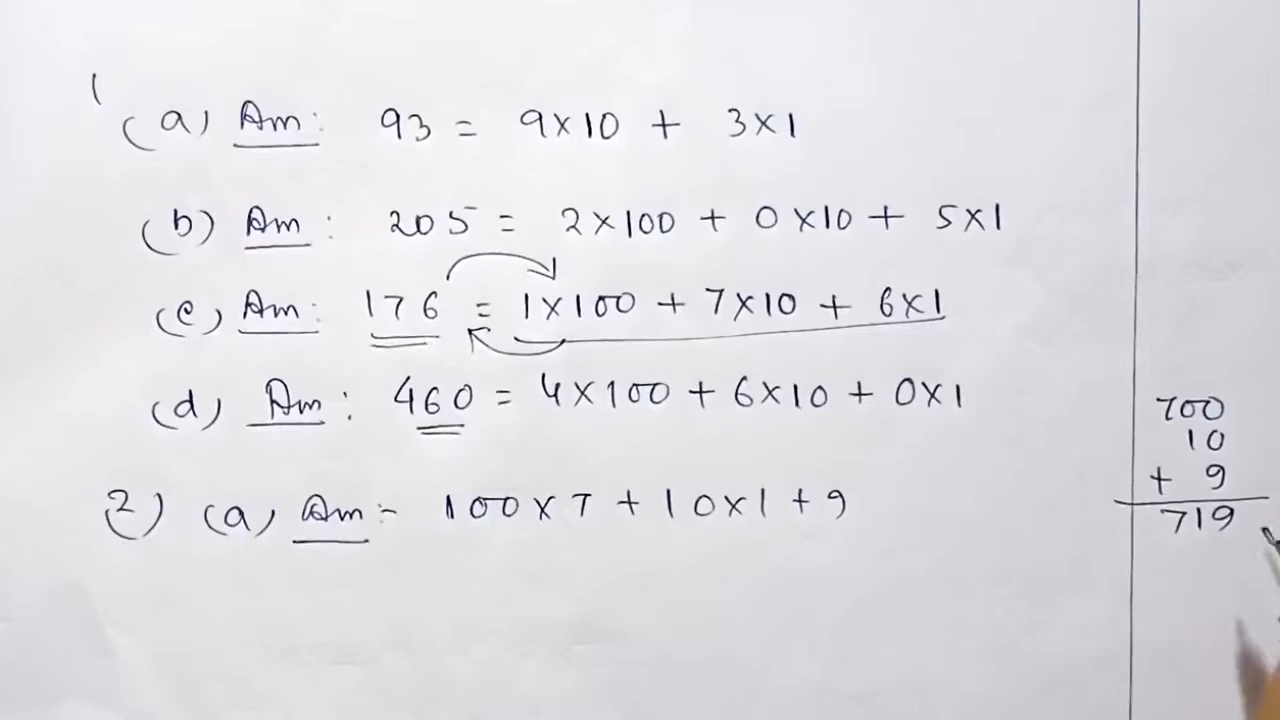 (
(a) Ans: 93 = 9x10 + 3x1
(b) Ans: 205 = 2x100 + 0x10 + 5x1
(c) Ans: 176 = 1x100 + 7x10 + 6x1
(d) Ans: 460 = 4x100 + 6x10 + 0x1
2) (a) Ans:- 100x7 + 10x1 + 9
700
10
+ 9
719